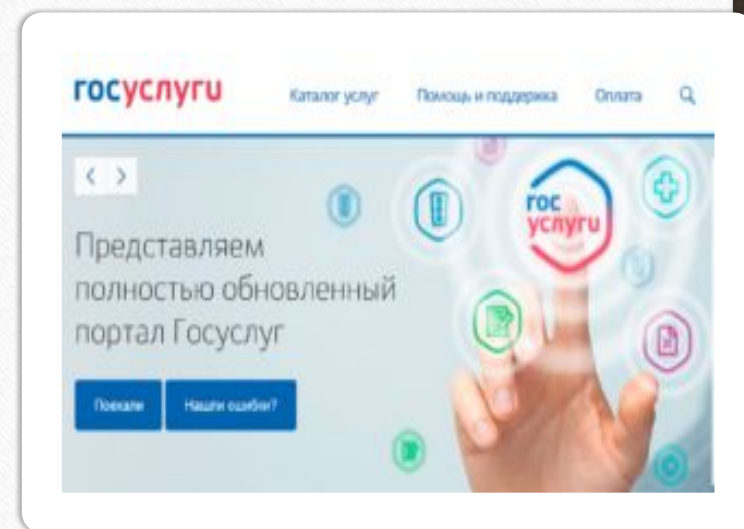 госуслуги
Каталог услуг
Помощь и поддержка
Оплата
гос
услуги
Представляем
полностью обновленный
портал Госуслуг
Поехали
Нашли ошибки?